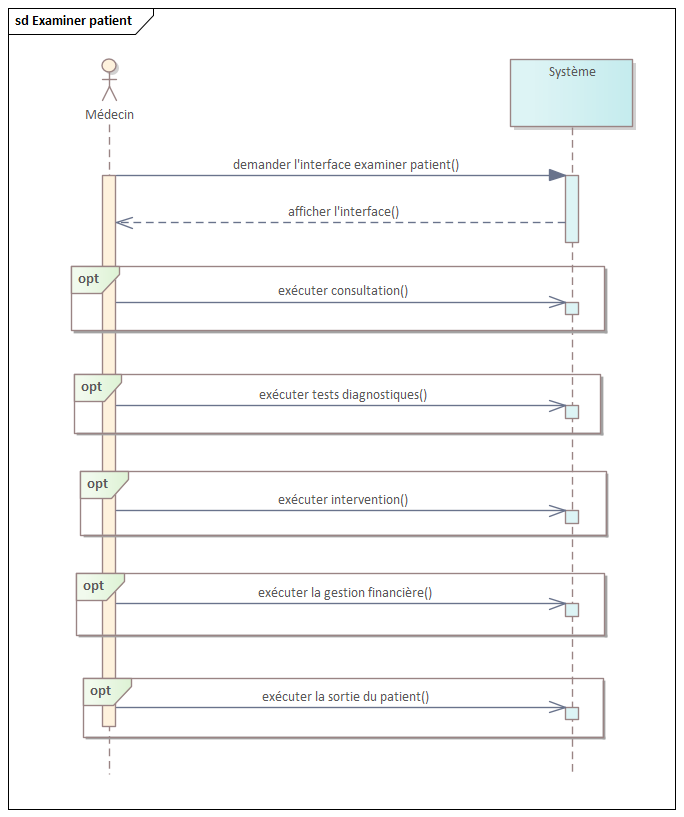 sd Examiner patient
Système
Médecin
demander l'interface examiner patient()
afficher l'interface()
opt
exécuter consultation()
opt
exécuter tests diagnostiques()
opt
exécuter intervention()
opt
exécuter la gestion financière()
opt
exécuter la sortie du patient()